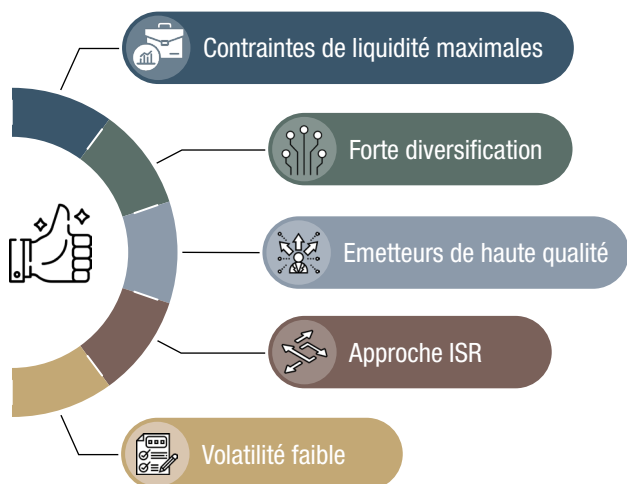 Contraintes de liquidité maximales
Forte diversification
Emetteurs de haute qualité
Approche ISR
Volatilité faible